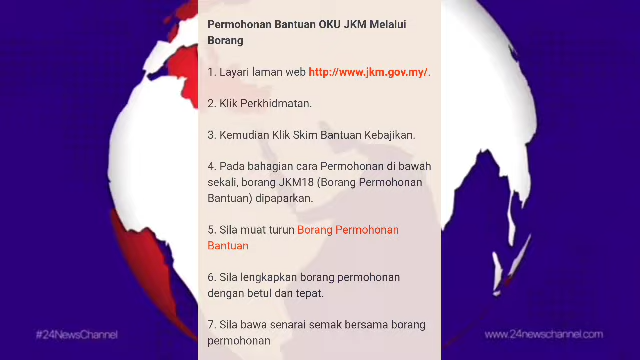 Permohonan Bantuan OKU JKM Melalui
Borang
1. Layari laman web http://www.jkm.gov.my/.
2. Klik Perkhidmatan.
3. Kemudian Klik Skim Bantuan Kebajikan.
4. Pada bahagian cara Permohonan di bawah
sekali, borang JKM18 (Borang Permohonan
Bantuan) dipaparkan.
5. Sila muat turun Borang Permohonan
Bantuan
6. Sila lengkapkan borang permohonan
dengan betul dan tepat.
7. Sila bawa senarai semak bersama borang
permohonan
#24NewsChannel
www.24newschannel.com